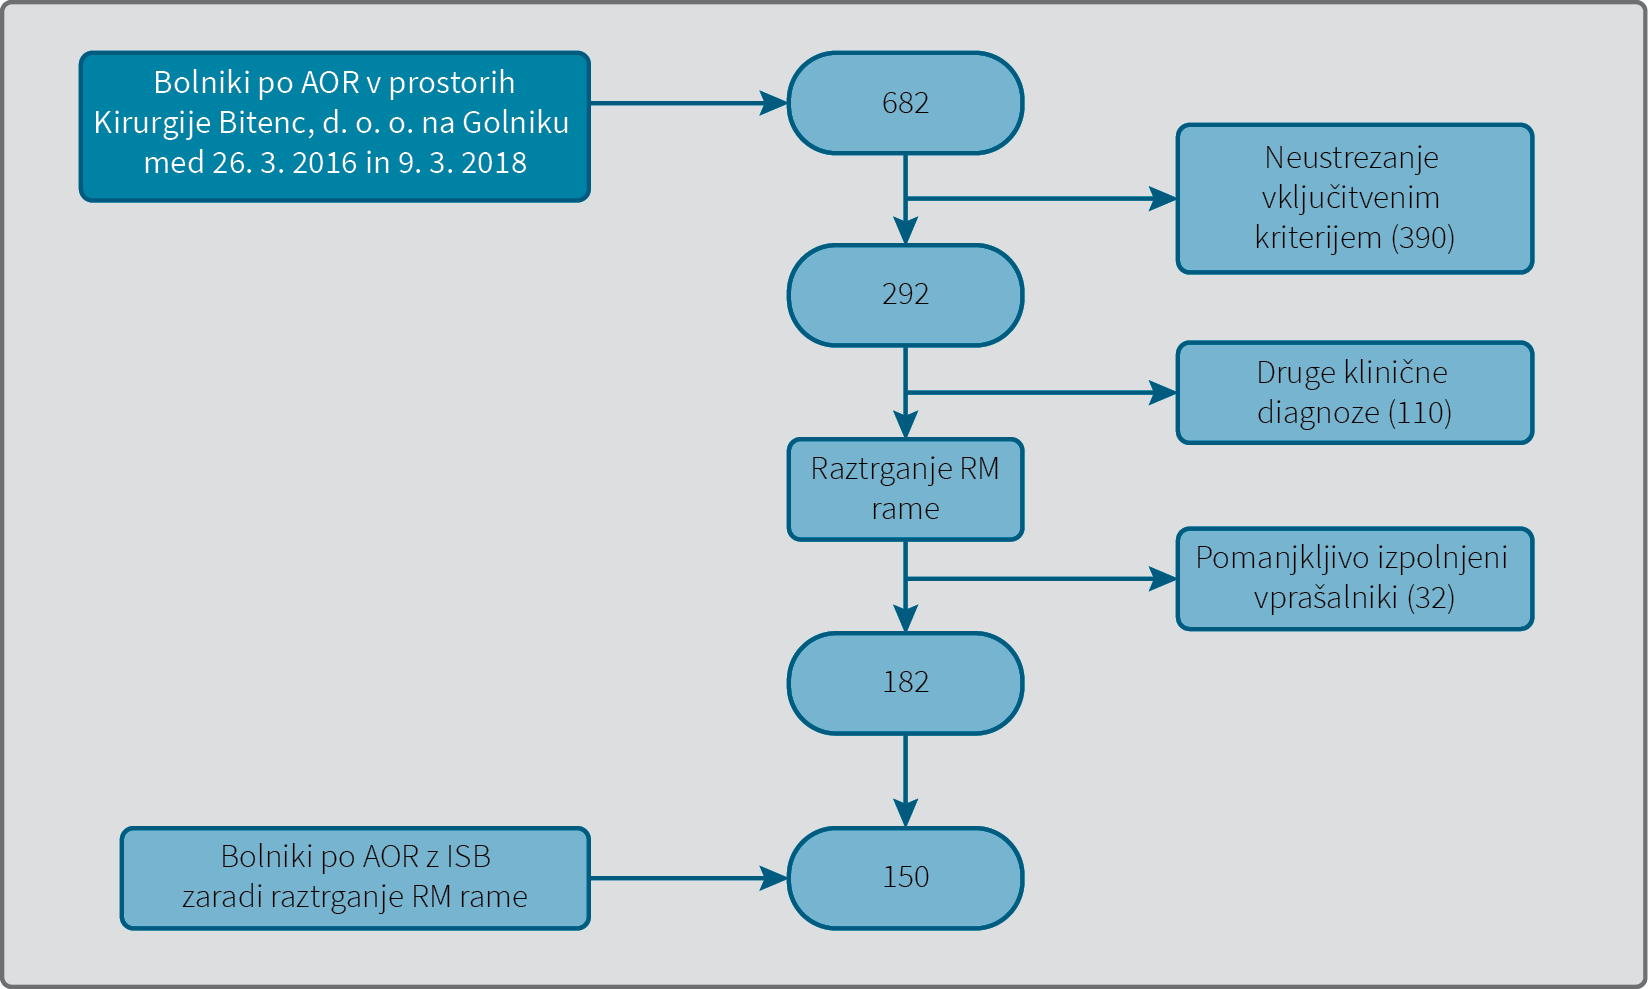 Bolniki po AOR v prostorih
Kirurgije Bitenc, d. o. o. na Golniku
med 26. 3. 2016 in 9. 3. 2018
682
Neustrezanje
vključitvenim
kriterijem (390)
292
Druge klinične
diagnoze (110)
Raztrganje RM
rame
Pomanjkljivo izpolnjeni
vprašalniki (32)
182
Bolniki po AOR z ISB
zaradi raztrganje RM rame
150